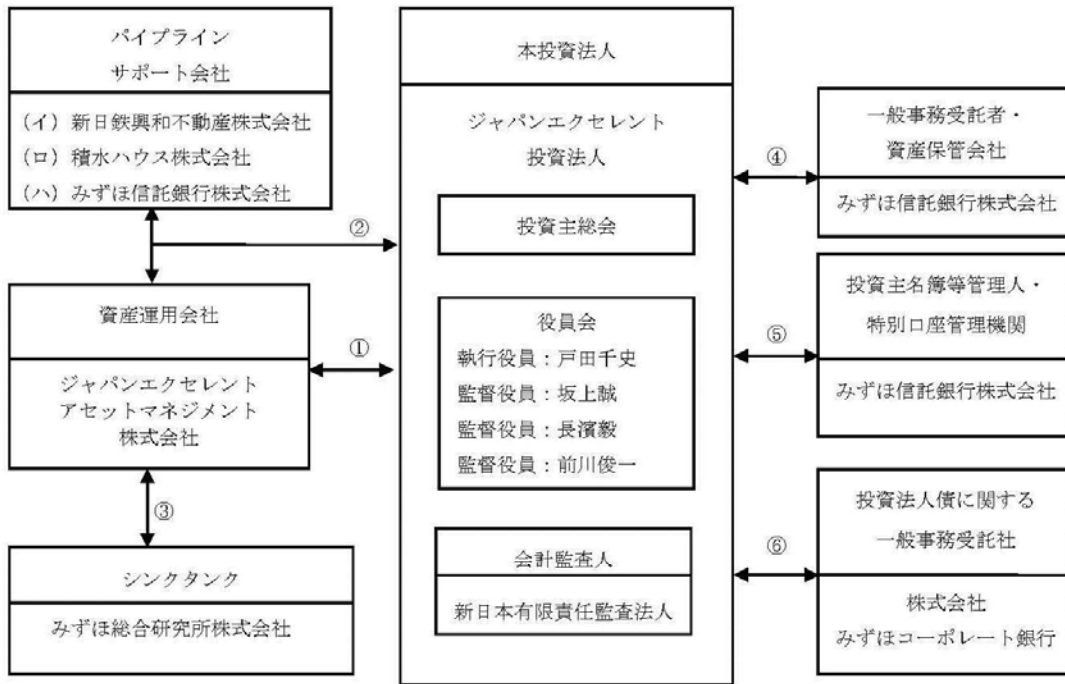 パイプライン
サポート会社
(イ) 新日鉄興和不動産株式会社
(ロ) 積水ハウス株式会社
(ハ) みずほ信託銀行株式会社
②
資産運用会社
ジャパンエクセレント
アセットマネジメント
株式会社
①
③
シンクタンク
みずほ総合研究所株式会社
本投資法人
ジャパンエクセレント
投資法人
投資主総会
役員会
執行役員：戸田千史
監督役員：坂上誠
監督役員：長濱毅
監督役員：前川俊一
会計監査人
新日本有限責任監査法人
④
一般事務受託者・
資産保管会社
みずほ信託銀行株式会社
⑤
投資主名簿等管理人・
特別口座管理機関
みずほ信託銀行株式会社
⑥
投資法人債に関する
一般事務受託社
株式会社
みずほコーポレート銀行